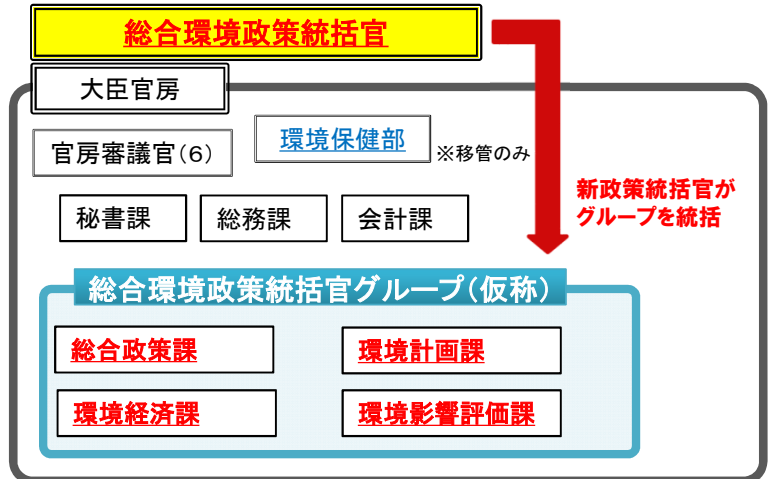 総合環境政策統括官
大臣官房
官房審議官(6)
環境保健部
※移管のみ
秘書課
総務課
会計課
新政策統括官が
グループを統括
総合環境政策統括官グループ(仮称)
総合政策課
環境計画課
環境経済課
環境影響評価課